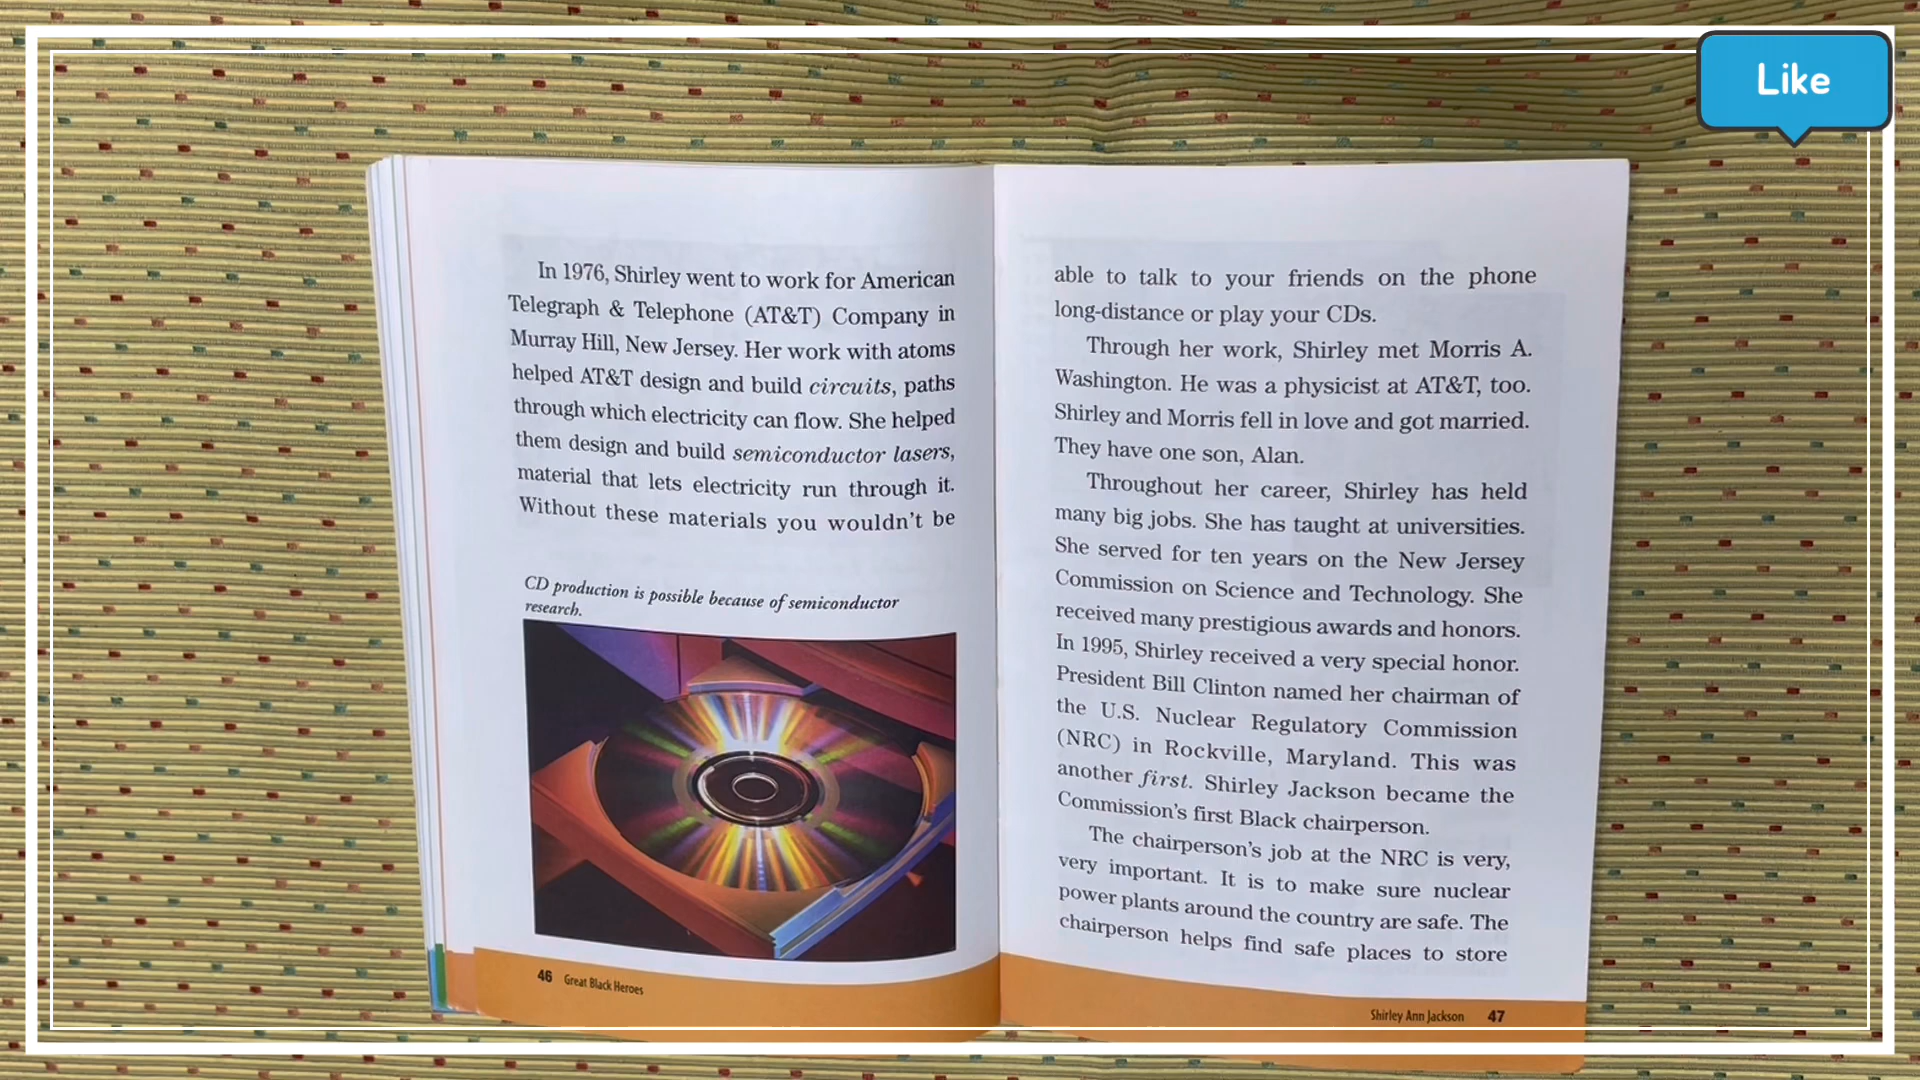 Like
In 1976, Shirley went to work for American
Telegraph & Telephone (AT&T) Company in
Murray Hill, New Jersey. Her work with atoms
helped AT&T design and build circuits, paths
through which electricity can flow. She helped
them design and build semiconductor lasers,
material that lets electricity run through it.
Without these materials you wouldn't be
CD production is possible because of semiconductor
research.
46 Great Black Heroes
able to talk to your friends on the phone
long-distance or play your CDs.
Through her work, Shirley met Morris A.
Washington. He was a physicist at AT&T, too.
Shirley and Morris fell in love and got married.
They have one son, Alan.
Throughout her career, Shirley has held
many big jobs. She has taught at universities.
She served for ten years on the New Jersey
Commission on Science and Technology. She
received many prestigious awards and honors.
In 1995, Shirley received a very special honor.
President Bill Clinton named her chairman of
the U.S. Nuclear Regulatory Commission
(NRC) in Rockville, Maryland. This was
another first. Shirley Jackson became the
Commission's first Black chairperson.
The chairperson's job at the NRC is very,
very important. It is to make sure nuclear
power plants around the country are safe. The
chairperson helps find safe places to store
Shirley Ann Jackson 47